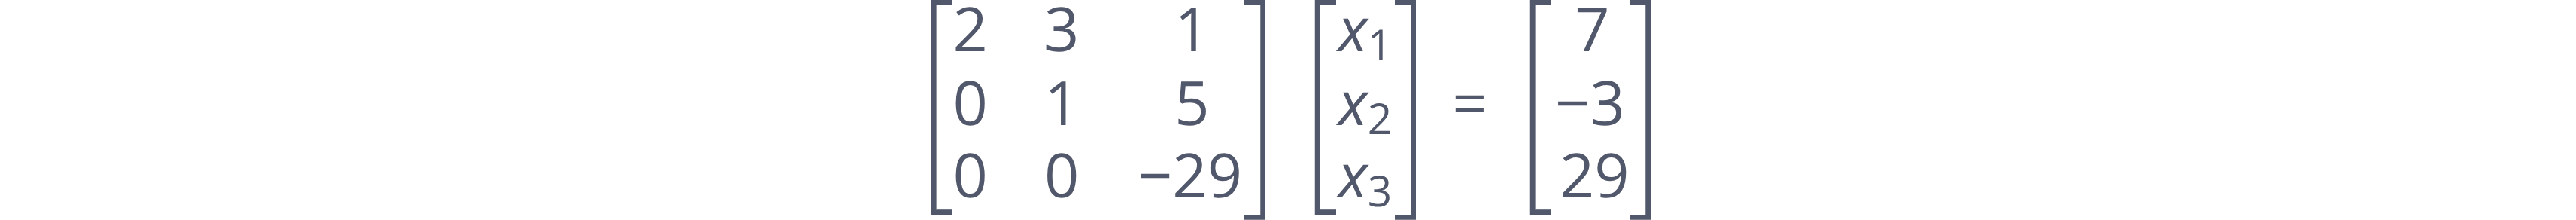 [2 3 1] [x₁] [7]
[0 1 5] [x₂] = [−3]
[0 0 −29] [x₃] [29]